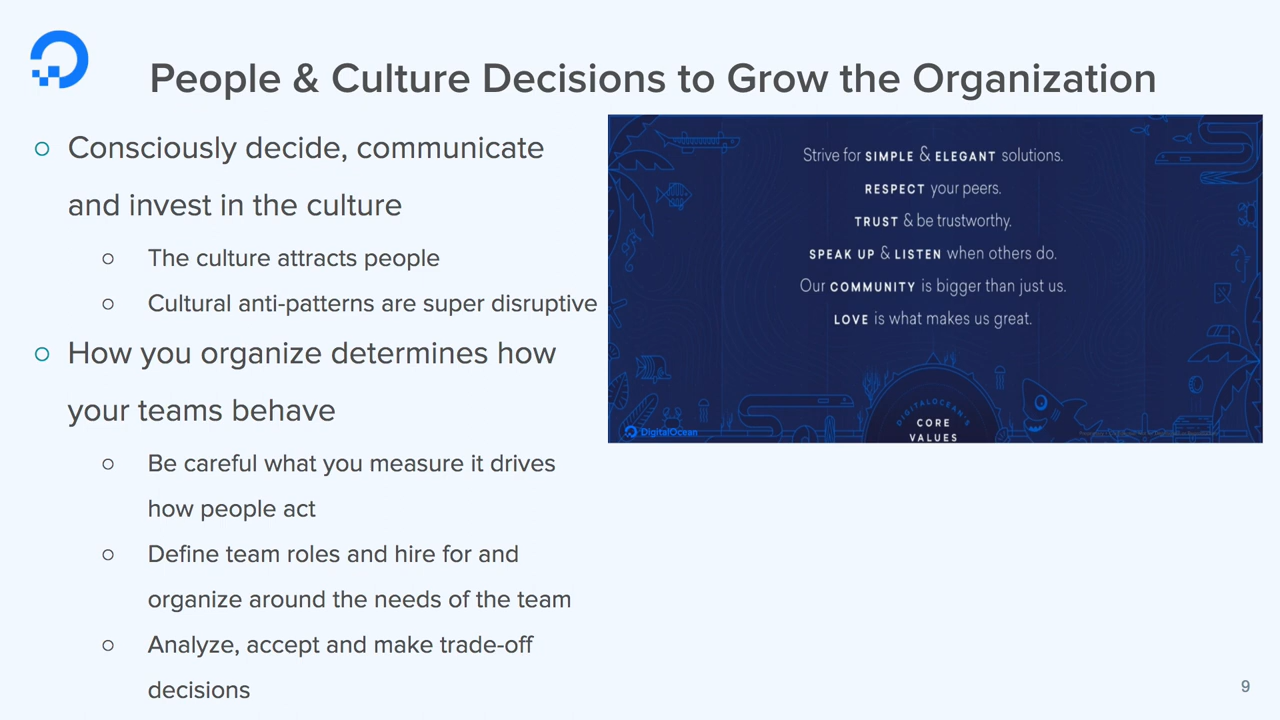 People & Culture Decisions to Grow the Organization
Consciously decide, communicate
and invest in the culture
The culture attracts people
Cultural anti-patterns are super disruptive
How you organize determines how
your teams behave
Be careful what you measure it drives
how people act
Define team roles and hire for and
organize around the needs of the team
Analyze, accept and make trade-off
decisions
Strive for SIMPLE & ELEGANT solutions.
RESPECT your peers.
TRUST & be trustworthy.
SPEAK UP & LISTEN when others do.
Our COMMUNITY is bigger than just us.
LOVE is what makes us great.
DIGITALOCEAN'S
CORE
VALUES
DigitalOcean
9